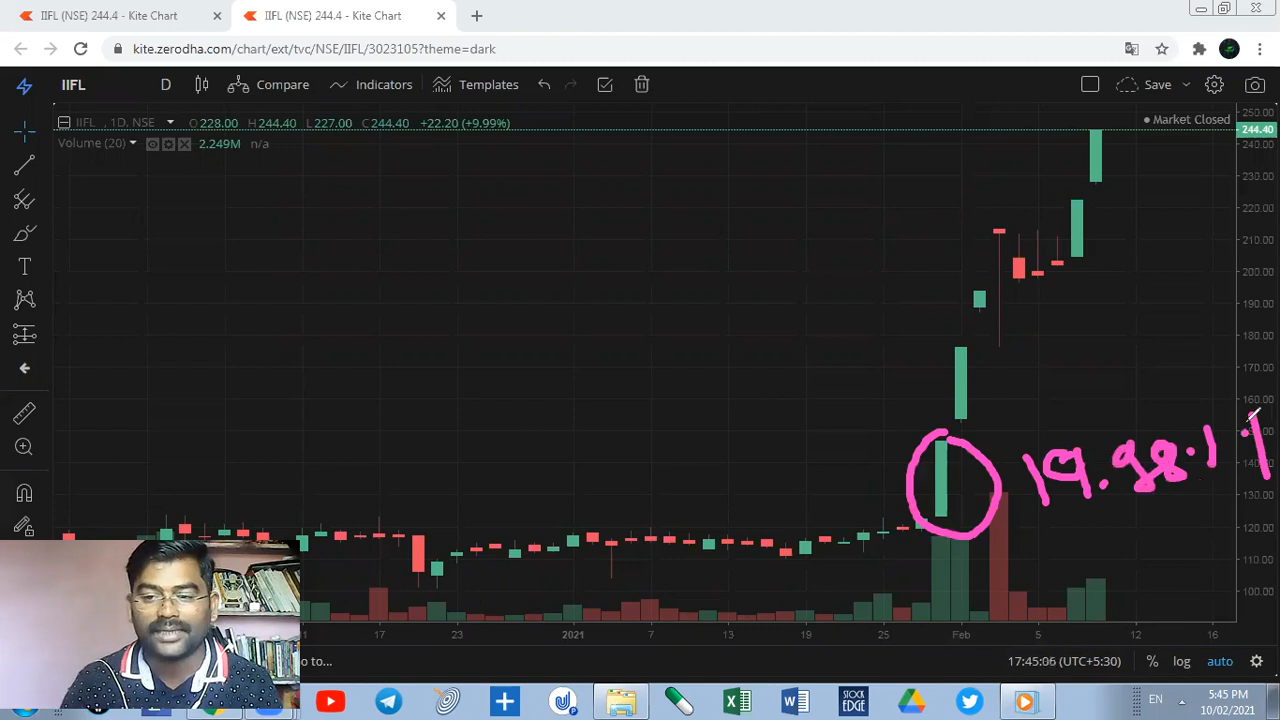 IIFL (NSE) 244.4 - Kite Chart
IIFL (NSE) 244.4 - Kite Chart
kite.zerodha.com/chart/ext/tvc/NSE/IIFL/3023105?theme=dark
IIFL
D
Compare
Indicators
Templates
Save
IIFL , 1D, NSE
O 228.00 H 244.40 L 227.00 C 244.40 +22.20 (+9.99%)
Market Closed
Volume (20)
2.249M n/a
250.00
244.40
240.00
230.00
220.00
210.00
200.00
190.00
180.00
170.00
160.00
140.00
130.00
120.00
110.00
100.00
17
23
2021
7
13
19
25
Feb
5
12
16
o to...
17:45:06 (UTC+5:30)
%
log
auto
STOCK
EDGE
EN
5:45 PM
10/02/2021